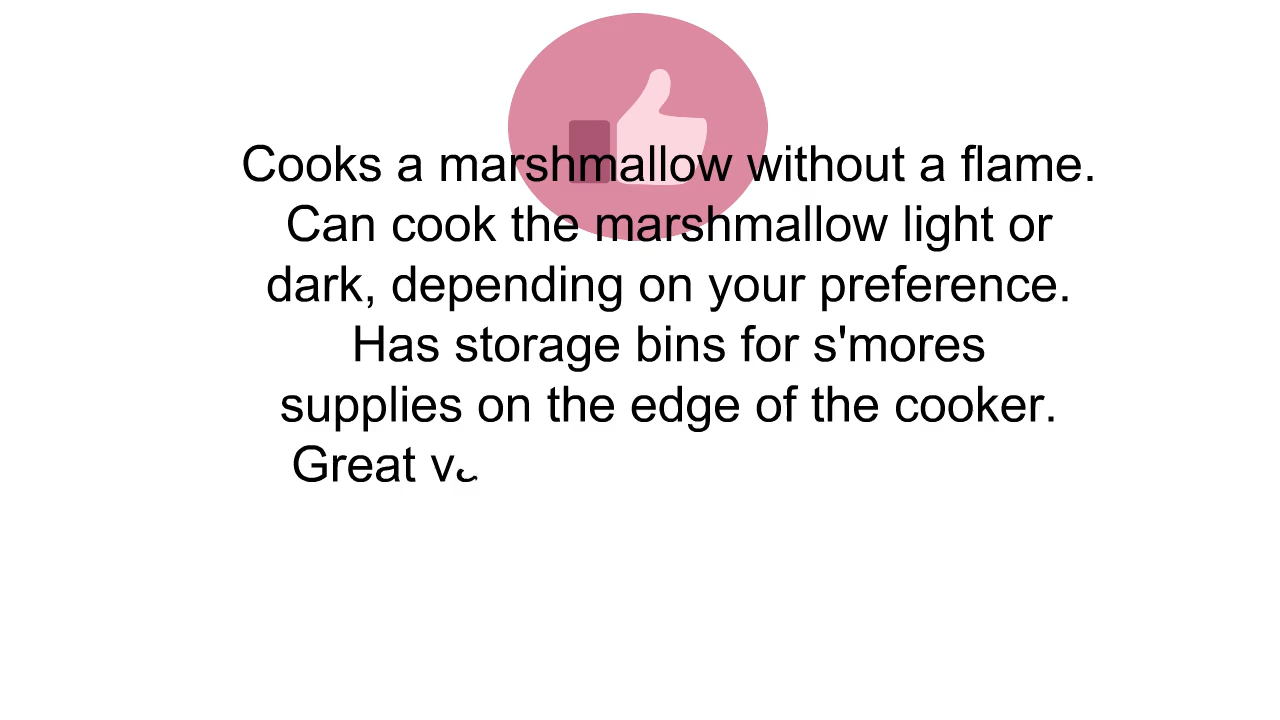 Cooks a marshmallow without a flame.
Can cook the marshmallow light or
dark, depending on your preference.
Has storage bins for s'mores
supplies on the edge of the cooker.
Great